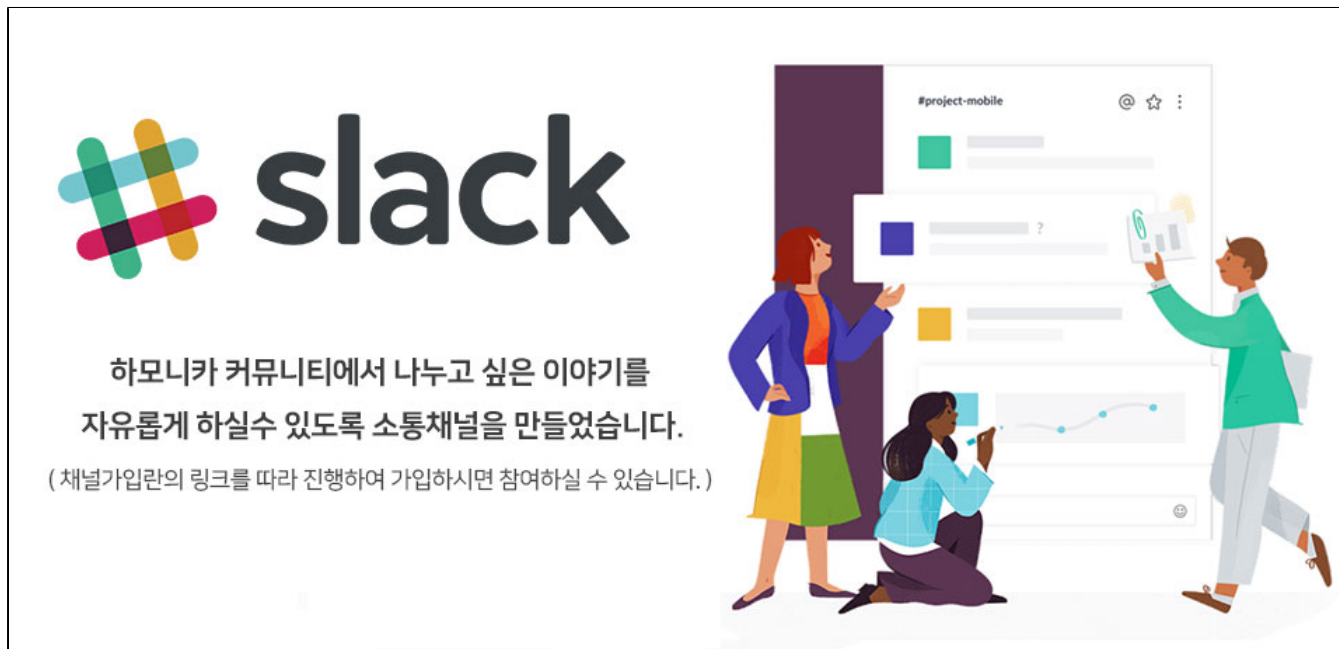 slack
하모니카 커뮤니티에서 나누고 싶은 이야기를
자유롭게 하실수 있도록 소통채널을 만들었습니다.
( 채널가입란의 링크를 따라 진행하여 가입하시면 참여하실 수 있습니다. )
#project-mobile
@
?